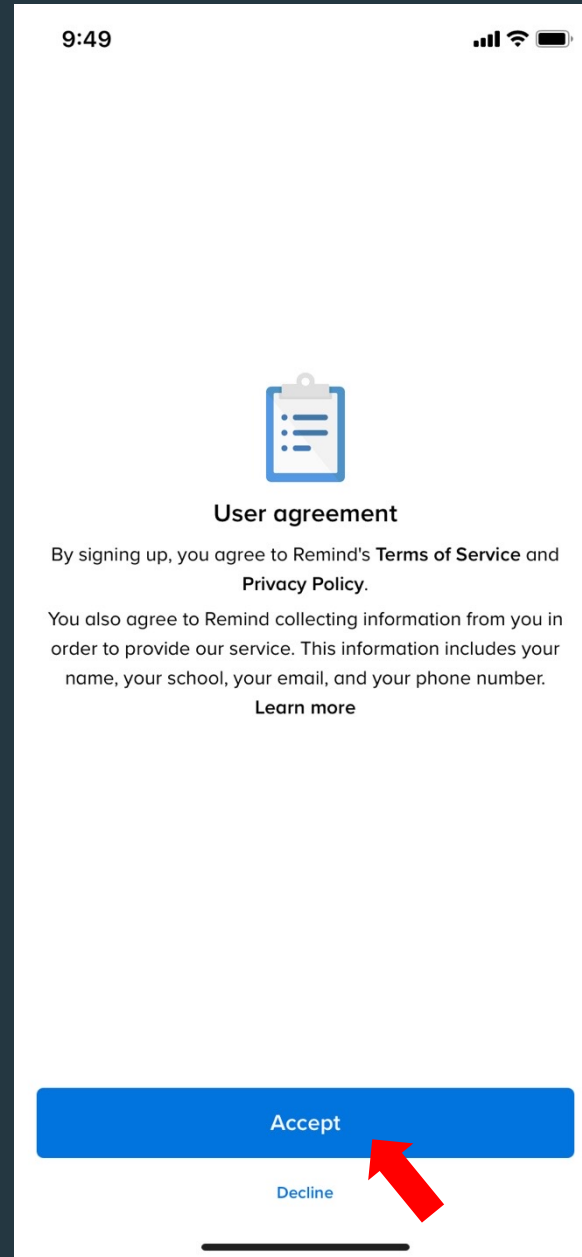 9:49
User agreement
By signing up, you agree to Remind's Terms of Service and
Privacy Policy.
You also agree to Remind collecting information from you in
order to provide our service. This information includes your
name, your school, your email, and your phone number.
Learn more
Accept
Decline